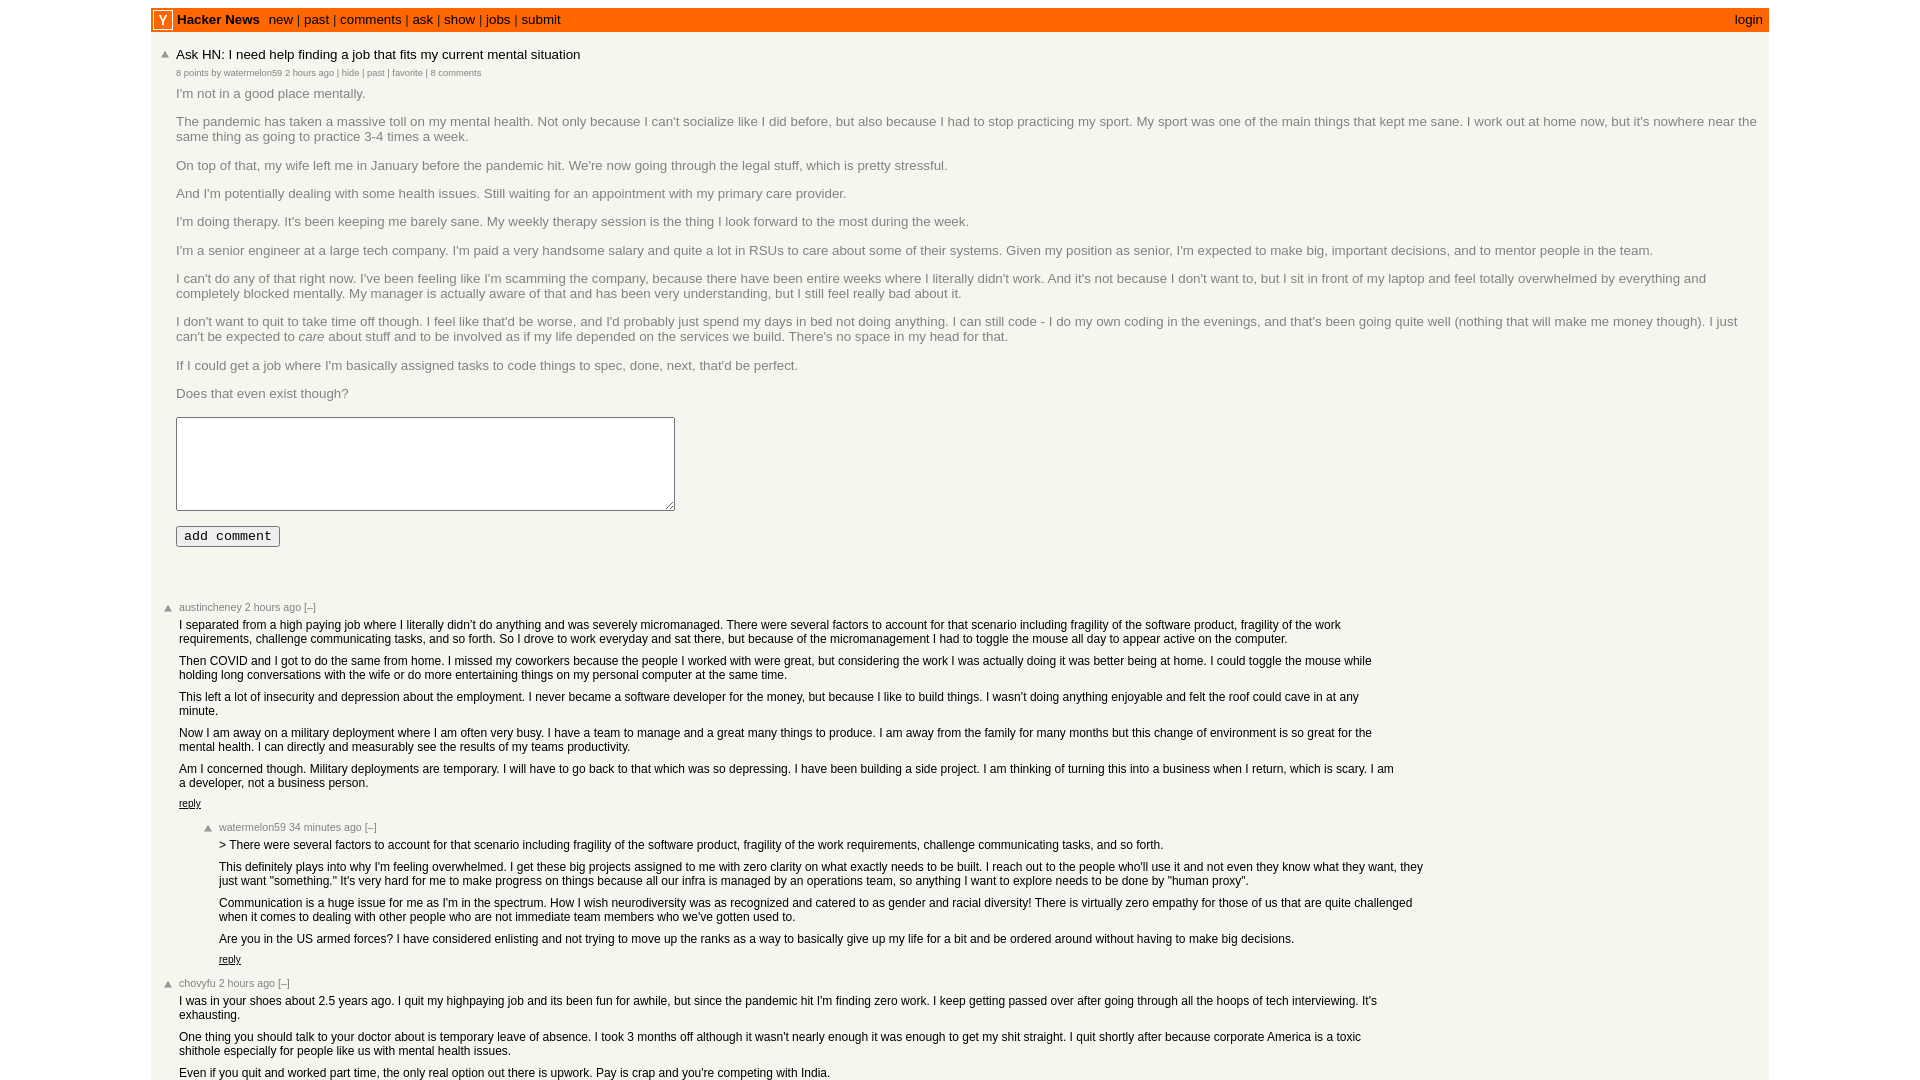 Y Hacker News new | past | comments | ask | show | jobs | submit login
Ask HN: I need help finding a job that fits my current mental situation
8 points by watermelon59 2 hours ago | hide | past | favorite | 8 comments
I'm not in a good place mentally.
The pandemic has taken a massive toll on my mental health. Not only because I can't socialize like I did before, but also because I had to stop practicing my sport. My sport was one of the main things that kept me sane. I work out at home now, but it's nowhere near the
same thing as going to practice 3-4 times a week.
On top of that, my wife left me in January before the pandemic hit. We're now going through the legal stuff, which is pretty stressful.
And I'm potentially dealing with some health issues. Still waiting for an appointment with my primary care provider.
I'm doing therapy. It's been keeping me barely sane. My weekly therapy session is the thing I look forward to the most during the week.
I'm a senior engineer at a large tech company. I'm paid a very handsome salary and quite a lot in RSUs to care about some of their systems. Given my position as senior, I'm expected to make big, important decisions, and to mentor people in the team.
I can't do any of that right now. I've been feeling like I'm scamming the company, because there have been entire weeks where I literally didn't work. And it's not because I don't want to, but I sit in front of my laptop and feel totally overwhelmed by everything and
completely blocked mentally. My manager is actually aware of that and has been very understanding, but I still feel really bad about it.
I don't want to quit to take time off though. I feel like that'd be worse, and I'd probably just spend my days in bed not doing anything. I can still code - I do my own coding in the evenings, and that's been going quite well (nothing that will make me money though). I just
can't be expected to care about stuff and to be involved as if my life depended on the services we build. There's no space in my head for that.
If I could get a job where I'm basically assigned tasks to code things to spec, done, next, that'd be perfect.
Does that even exist though?
add comment
austincheney 2 hours ago [–]
I separated from a high paying job where I literally didn't do anything and was severely micromanaged. There were several factors to account for that scenario including fragility of the software product, fragility of the work
requirements, challenge communicating tasks, and so forth. So I drove to work everyday and sat there, but because of the micromanagement I had to toggle the mouse all day to appear active on the computer.
Then COVID and I got to do the same from home. I missed my coworkers because the people I worked with were great, but considering the work I was actually doing it was better being at home. I could toggle the mouse while
holding long conversations with the wife or do more entertaining things on my personal computer at the same time.
This left a lot of insecurity and depression about the employment. I never became a software developer for the money, but because I like to build things. I wasn't doing anything enjoyable and felt the roof could cave in at any
minute.
Now I am away on a military deployment where I am often very busy. I have a team to manage and a great many things to produce. I am away from the family for many months but this change of environment is so great for the
mental health. I can directly and measurably see the results of my teams productivity.
Am I concerned though. Military deployments are temporary. I will have to go back to that which was so depressing. I have been building a side project. I am thinking of turning this into a business when I return, which is scary. I am
a developer, not a business person.
reply
watermelon59 34 minutes ago [–]
> There were several factors to account for that scenario including fragility of the software product, fragility of the work requirements, challenge communicating tasks, and so forth.
This definitely plays into why I'm feeling overwhelmed. I get these big projects assigned to me with zero clarity on what exactly needs to be built. I reach out to the people who'll use it and not even they know what they want, they
just want "something." It's very hard for me to make progress on things because all our infra is managed by an operations team, so anything I want to explore needs to be done by "human proxy".
Communication is a huge issue for me as I'm in the spectrum. How I wish neurodiversity was as recognized and catered to as gender and racial diversity! There is virtually zero empathy for those of us that are quite challenged
when it comes to dealing with other people who are not immediate team members who we've gotten used to.
Are you in the US armed forces? I have considered enlisting and not trying to move up the ranks as a way to basically give up my life for a bit and be ordered around without having to make big decisions.
reply
chovyfu 2 hours ago [–]
I was in your shoes about 2.5 years ago. I quit my highpaying job and its been fun for awhile, but since the pandemic hit I'm finding zero work. I keep getting passed over after going through all the hoops of tech interviewing. It's
exhausting.
One thing you should talk to your doctor about is temporary leave of absence. I took 3 months off although it wasn't nearly enough it was enough to get my shit straight. I quit shortly after because corporate America is a toxic
shithole especially for people like us with mental health issues.
Even if you quit and worked part time, the only real option out there is upwork. Pay is crap and you're competing with India.